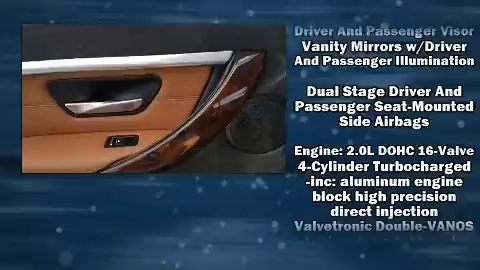 Driver And Passenger Visor
Vanity Mirrors w/Driver
And Passenger Illumination
Dual Stage Driver And
Passenger Seat-Mounted
Side Airbags
Engine: 2.0L DOHC 16-Valve
4-Cylinder Turbocharged
-inc: aluminum engine
block high precision
direct injection
Valvetronic Double-VANOS